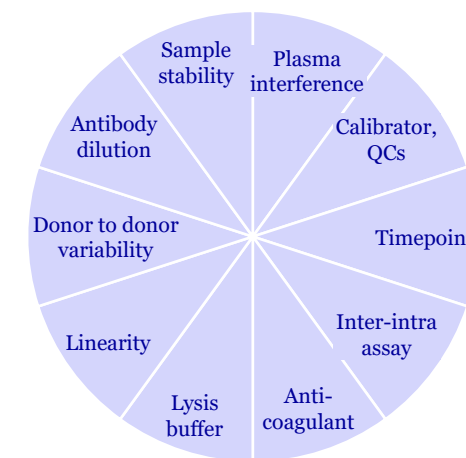 Sample
stability
Plasma
interference
Calibrator,
QCs
Timepoin
Inter-intra
assay
Anti-
coagulant
Lysis
buffer
Linearity
Donor to donor
variability
Antibody
dilution